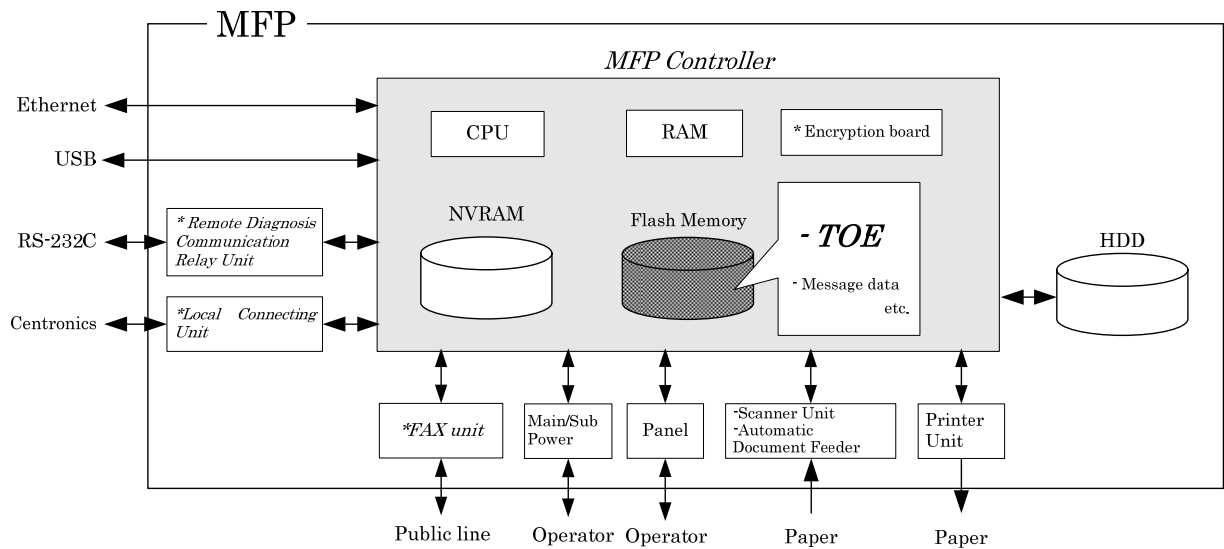 MFP
MFP Controller
Ethernet
CPU
RAM
* Encryption board
USB
NVRAM
Flash Memory
- TOE
- Message data
etc.
HDD
RS-232C
* Remote Diagnosis
Communication
Relay Unit
Centronics
*Local Connecting
Unit
*FAX unit
Main/Sub
Power
Panel
-Scanner Unit
-Automatic
Document Feeder
Printer
Unit
Public line
Operator
Operator
Paper
Paper